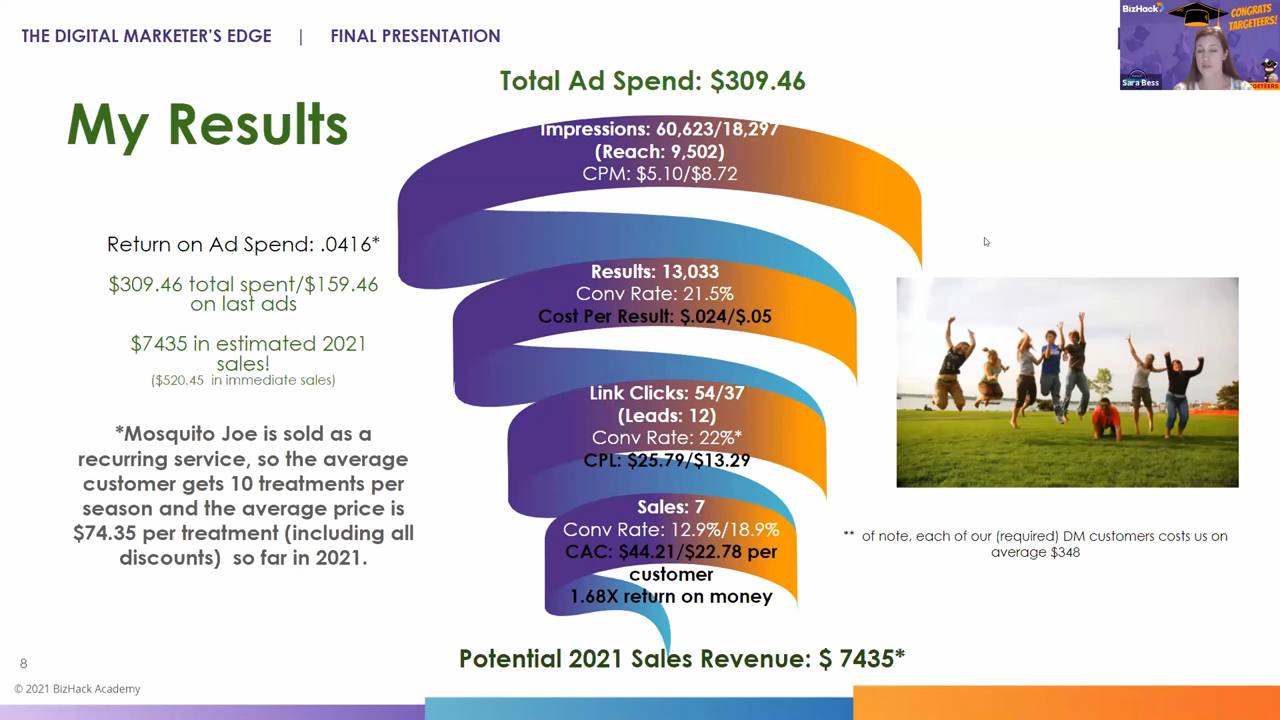 THE DIGITAL MARKETER'S EDGE | FINAL PRESENTATION
BizHack
CONGRATS
TARGETEERS!
Sara Bess
GETEERS
My Results
Total Ad Spend: $309.46
Impressions: 60,623/18,297
(Reach: 9,502)
CPM: $5.10/$8.72
Results: 13,033
Conv Rate: 21.5%
Cost Per Result: $.024/$.05
Link Clicks: 54/37
(Leads: 12)
Conv Rate: 22%*
CPL: $25.79/$13.29
Sales: 7
Conv Rate: 12.9%/18.9%
CAC: $44.21/$22.78 per
customer
1.68X return on money
Potential 2021 Sales Revenue: $ 7435*
Return on Ad Spend: .0416*
$309.46 total spent/$159.46
on last ads
$7435 in estimated 2021
sales!
($520.45 in immediate sales)
*Mosquito Joe is sold as a
recurring service, so the average
customer gets 10 treatments per
season and the average price is
$74.35 per treatment (including all
discounts) so far in 2021.
** of note, each of our (required) DM customers costs us on
average $348
8
© 2021 BizHack Academy